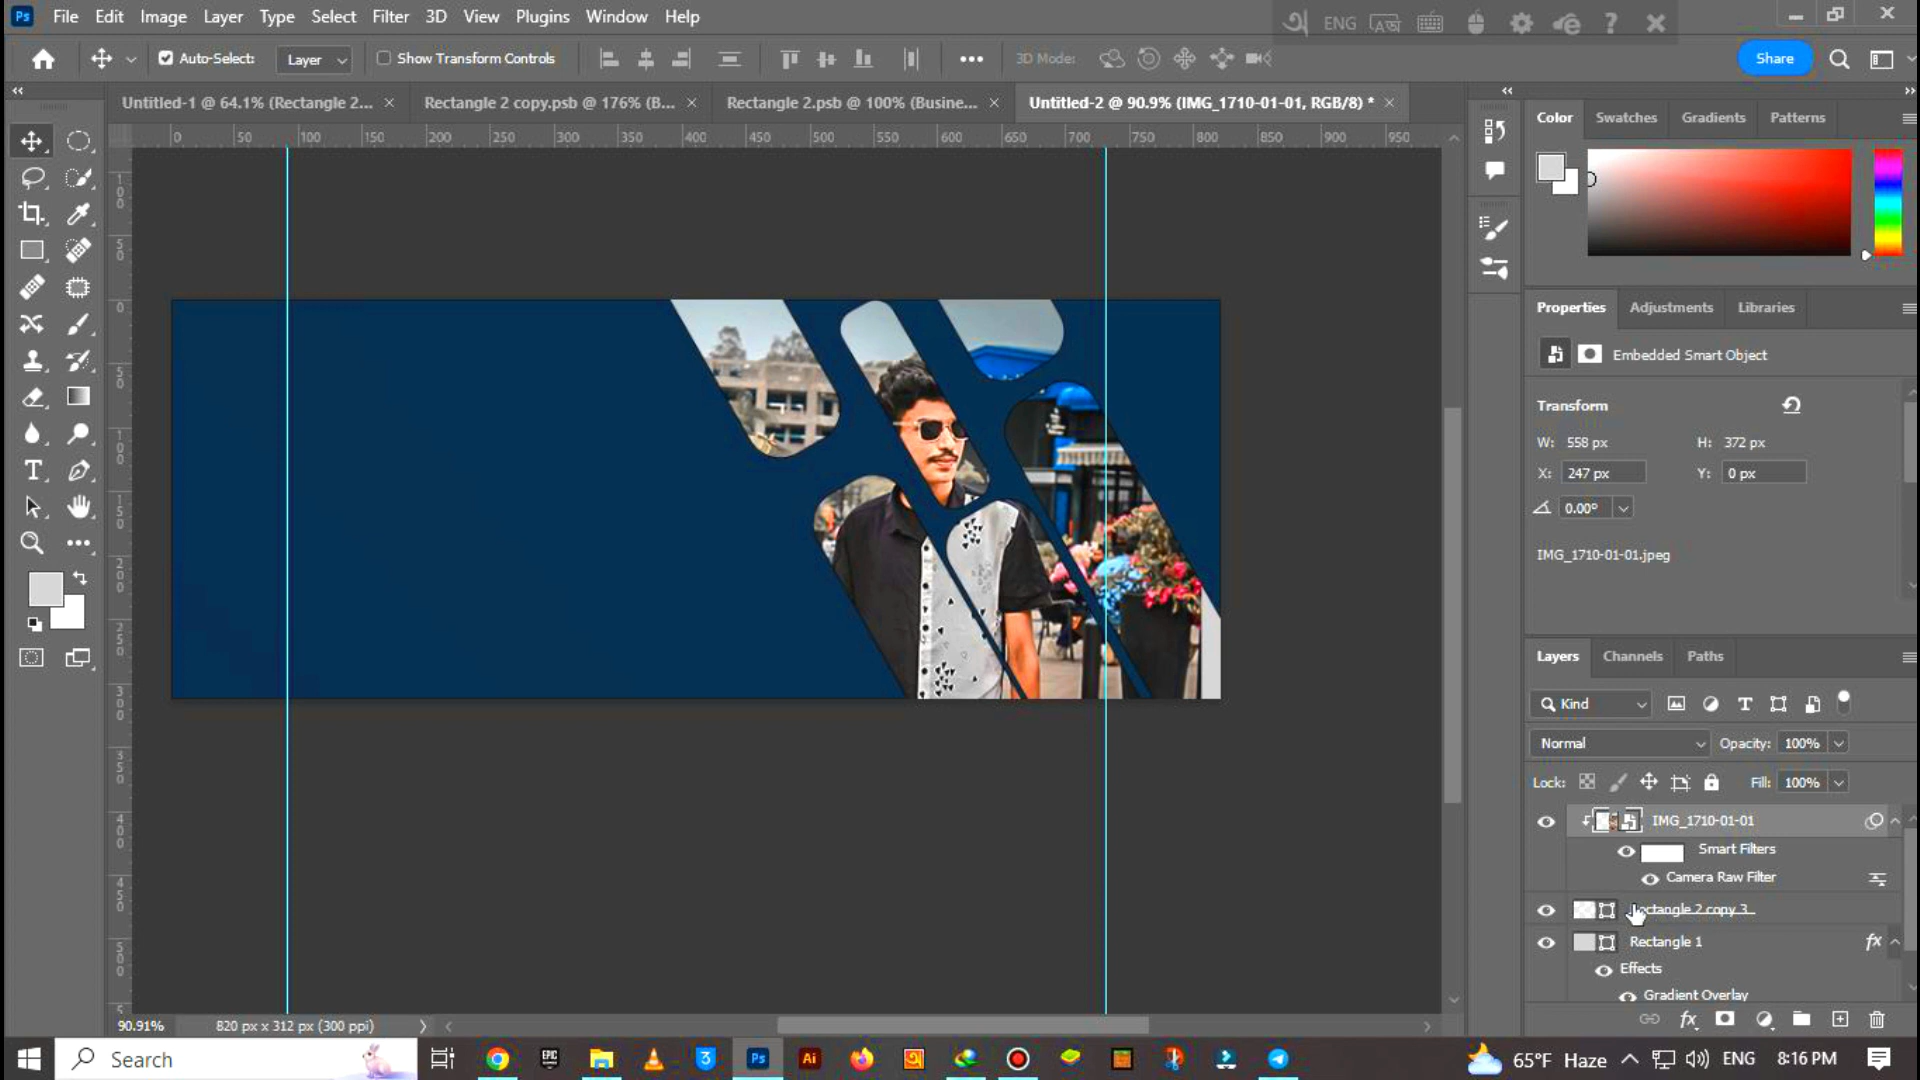 Ps File Edit Image Layer Type Select Filter 3D View Plugins Window Help
ENG
Auto-Select: Layer Show Transform Controls 3D Mode: Share
Untitled-1 @ 64.1% (Rectangle 2... × Rectangle 2 copy.psb @ 176% (B... × Rectangle 2.psb @ 100% (Busine... × Untitled-2 @ 90.9% (IMG_1710-01-01, RGB/8) * ×
0 50 100 150 200 250 300 350 400 450 500 550 600 650 700 750 800 850 900 950
Color Swatches Gradients Patterns
Properties Adjustments Libraries
Embedded Smart Object
Transform
W: 558 px H: 372 px
X: 247 px Y: 0 px
0.00°
IMG_1710-01-01.jpeg
Layers Channels Paths
Kind
Normal Opacity: 100%
Lock: Fill: 100%
IMG_1710-01-01
Smart Filters
Camera Raw Filter
Rectangle 2 copy 3
Rectangle 1 fx
Effects
Gradient Overlay
fx
90.91% 820 px x 312 px (300 ppi)
Search EPIC 3 Ps Ai 65°F Haze ENG 8:16 PM